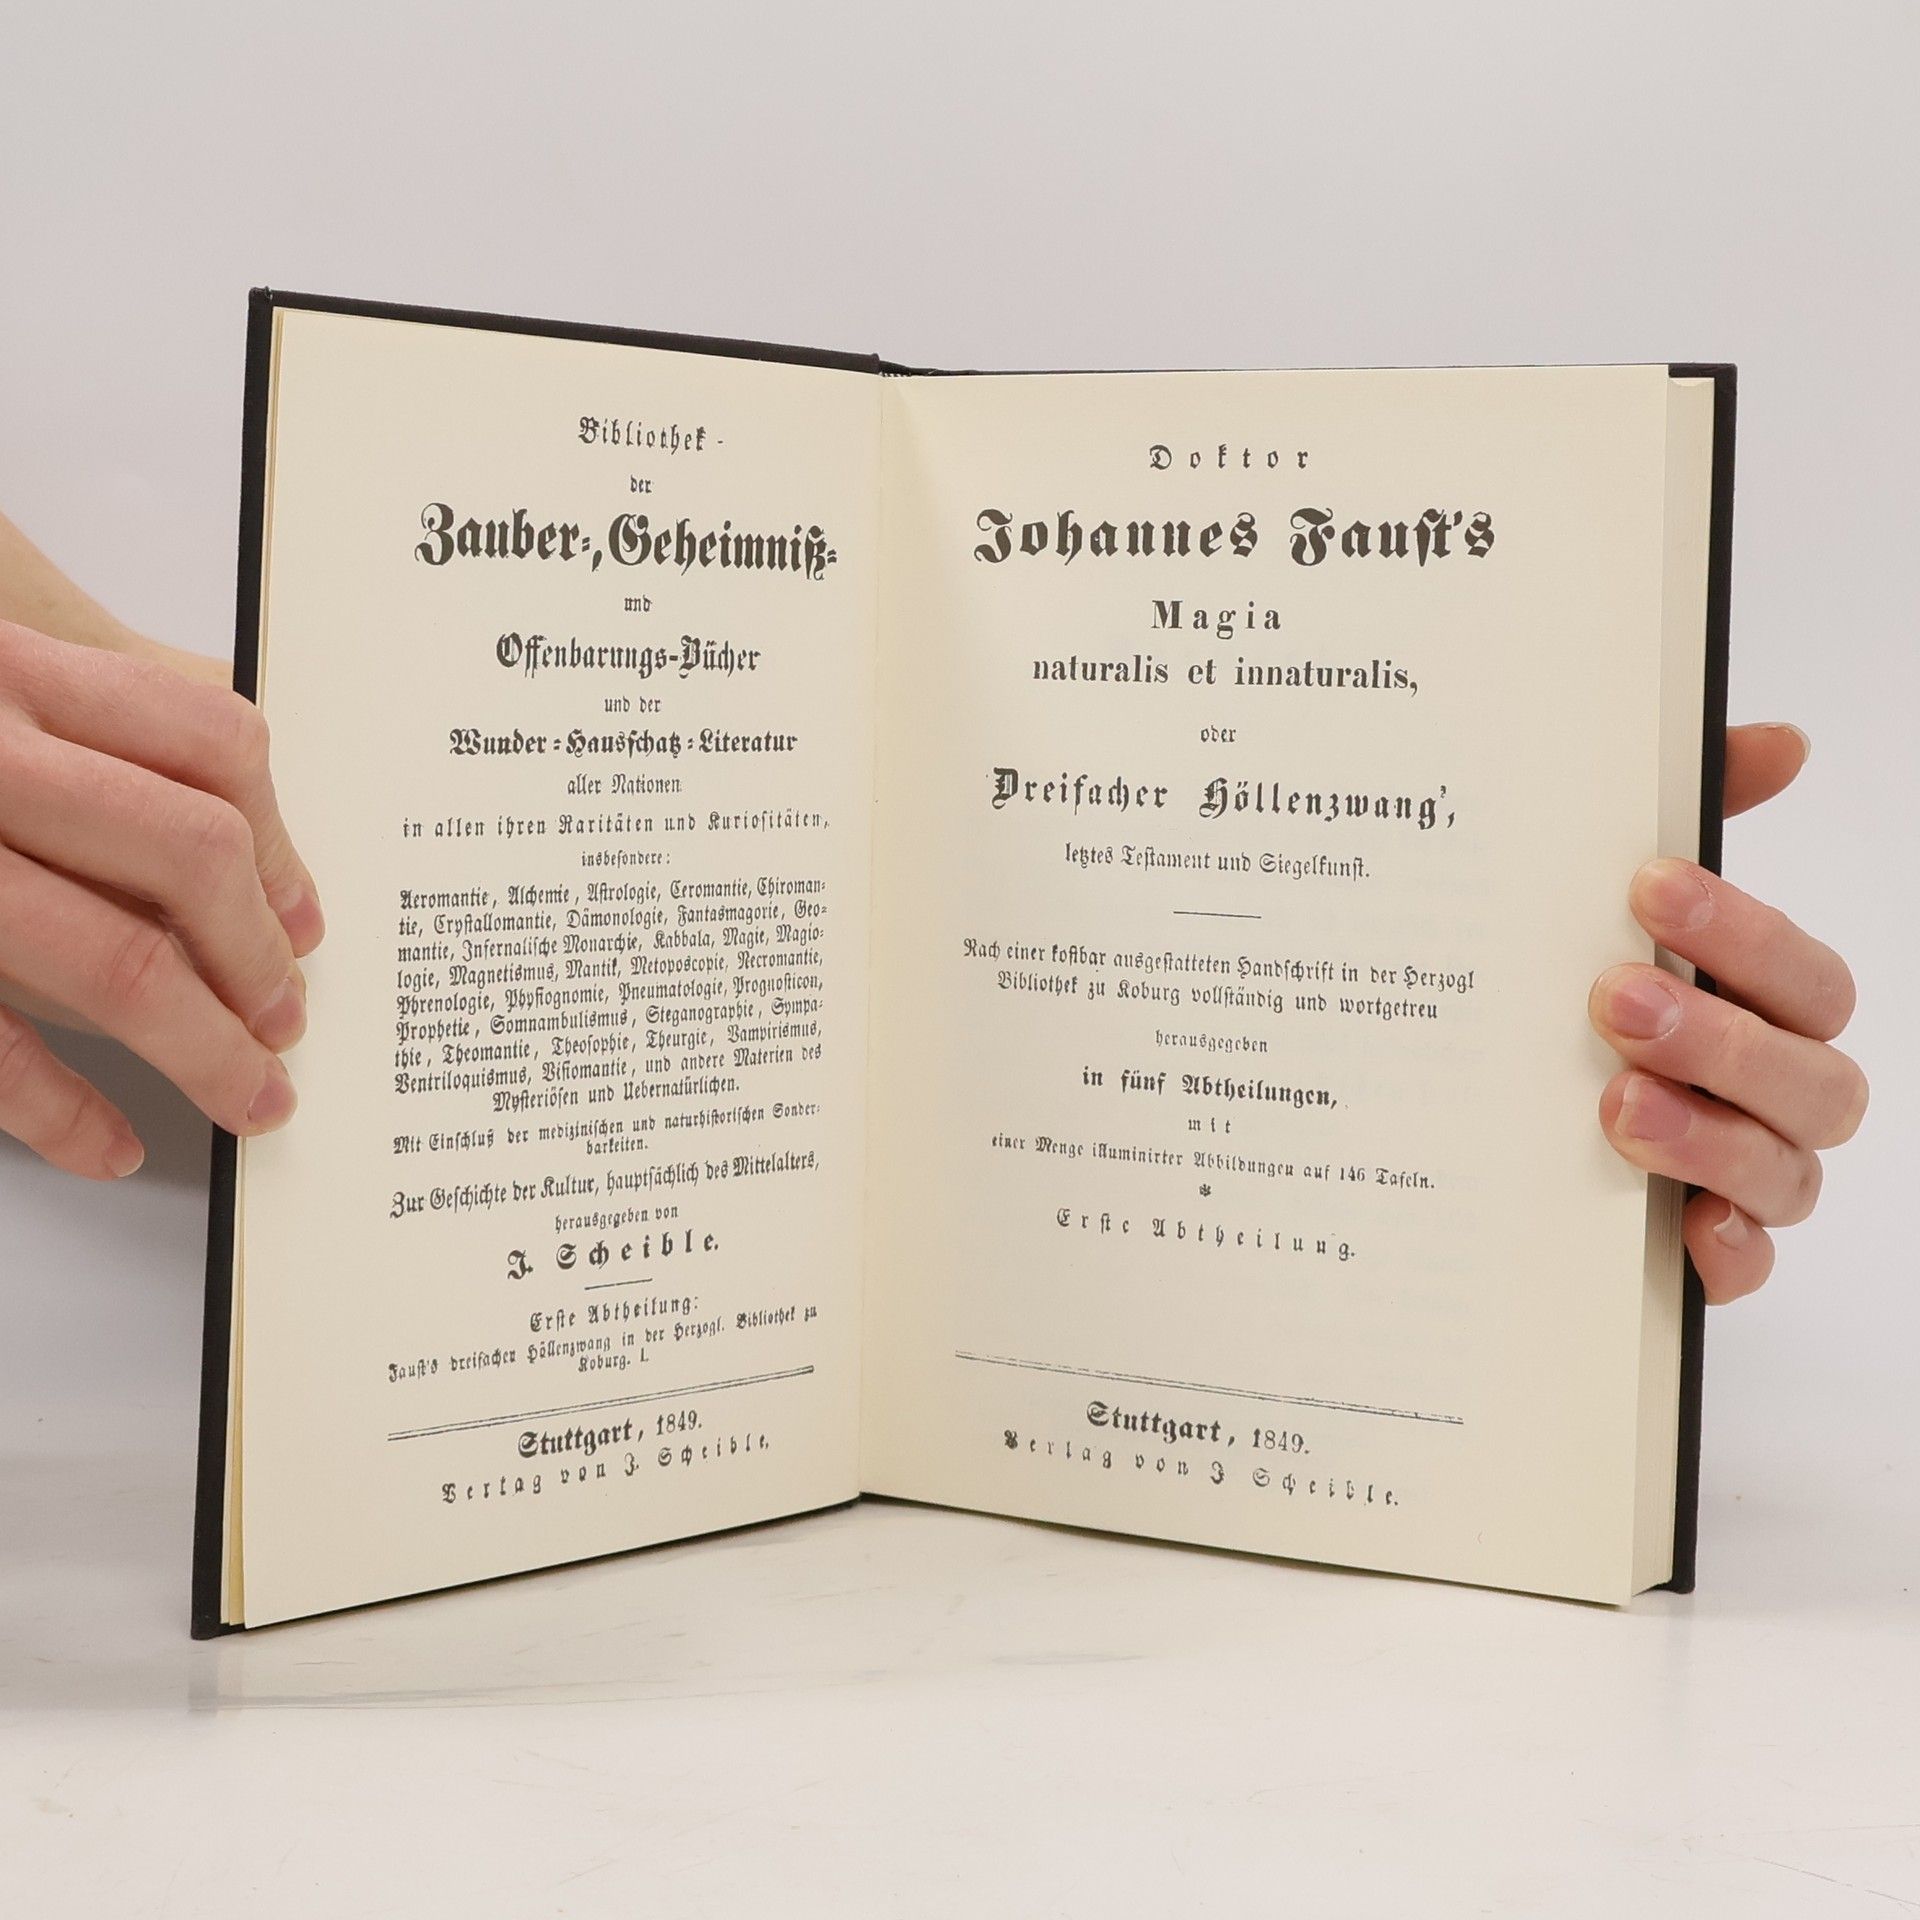 Bibliothek
der
Zauber-, Geheimniß-
und
Offenbarungs-Bücher
und der
Wunder-Hausschatz-Literatur
aller Nationen
in allen ihren Raritäten und Kuriositäten,
insbesondere:
Aeromantie, Alchemie, Astrologie, Ceromantie, Chiroman-
tie, Crystallomantie, Dämonologie, Fantasmagorie, Geo-
mantie, Infernalische Monarchie, Kabbala, Magie, Magio-
logie, Magnetismus, Mantik, Metoposcopie, Necromantie,
Phrenologie, Physiognomie, Pneumatologie, Prognosticon,
Prophetie, Somnambulismus, Steganographie, Sympa-
thie, Theomantie, Theosophie, Theurgie, Vampirismus,
Ventriloquismus, Visiomantie, und andere Materien des
Mysteriösen und Uebernatürlichen.
Mit Einschluß der medizinischen und naturhistorischen Sonder-
barkeiten.
Zur Geschichte der Kultur, hauptsächlich des Mittelalters,
herausgegeben von
J. Scheible.
Erste Abtheilung:
Faust's dreifacher Höllenzwang in der Herzogl. Bibliothek zu
Koburg. I.
Stuttgart, 1849.
Verlag von J. Scheible.
Doktor
Johannes Faust's
Magia
naturalis et innaturalis,
oder
Dreifacher Höllenzwang,
letztes Testament und Siegelkunst.
Nach einer kostbar ausgestatteten Handschrift in der Herzogl
Bibliothek zu Koburg vollständig und wortgetreu
herausgegeben
in fünf Abtheilungen,
mit
einer Menge illuminirter Abbildungen auf 146 Tafeln.
*
Erste Abtheilung.
Stuttgart, 1849.
Verlag von J Scheible.